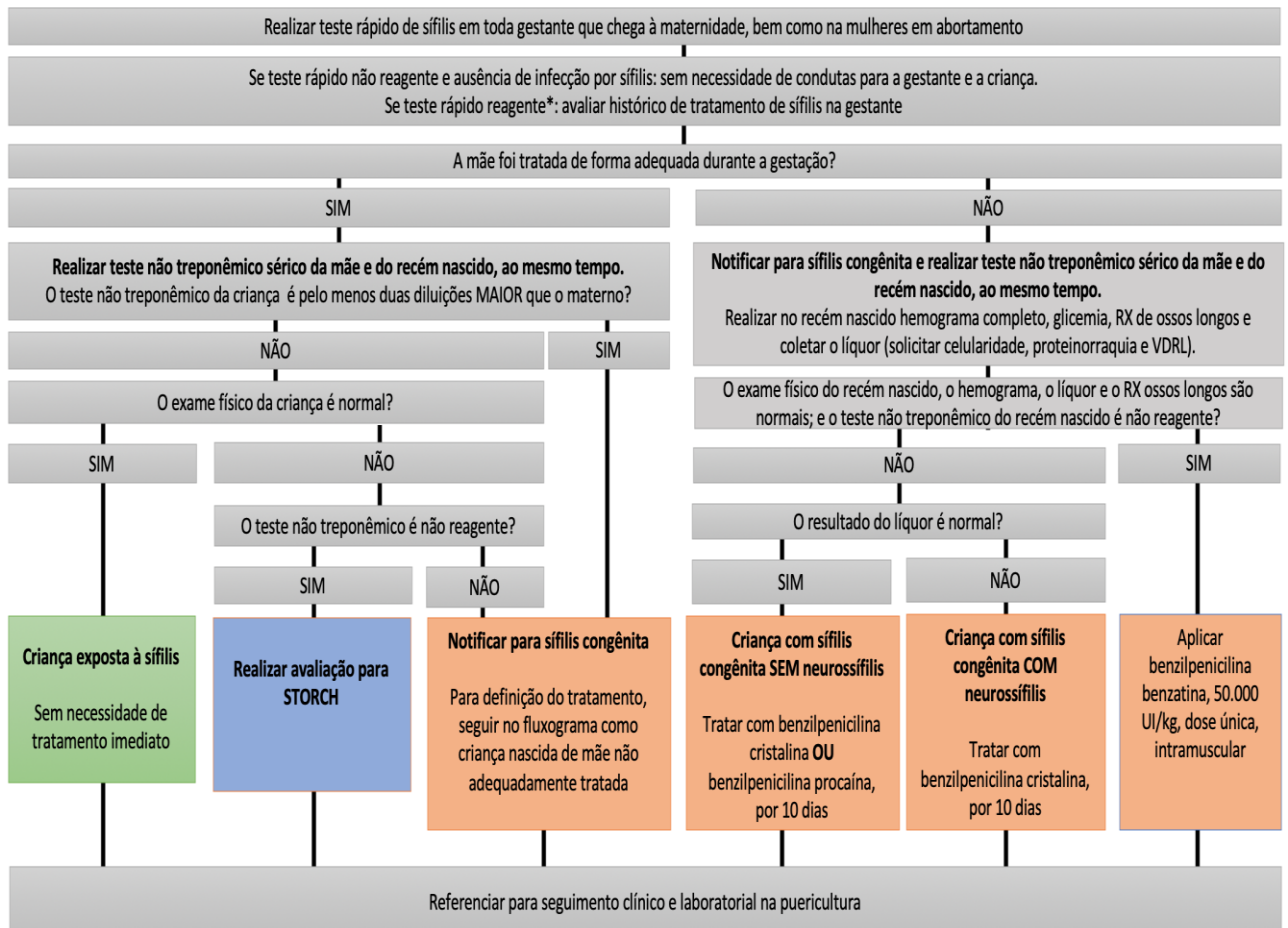 Realizar teste rápido de sífilis em toda gestante que chega à maternidade, bem como na mulheres em abortamento
Se teste rápido não reagente e ausência de infecção por sífilis: sem necessidade de condutas para a gestante e a criança.
Se teste rápido reagente*: avaliar histórico de tratamento de sífilis na gestante
A mãe foi tratada de forma adequada durante a gestação?
SIM
NÃO
Realizar teste não treponêmico sérico da mãe e do recém nascido, ao mesmo tempo.
O teste não treponêmico da criança é pelo menos duas diluições MAIOR que o materno?
Notificar para sífilis congênita e realizar teste não treponêmico sérico da mãe e do
recém nascido, ao mesmo tempo.
Realizar no recém nascido hemograma completo, glicemia, RX de ossos longos e
coletar o líquor (solicitar celularidade, proteinorraquia e VDRL).
NÃO
SIM
O exame físico da criança é normal?
O exame físico do recém nascido, o hemograma, o líquor e o RX ossos longos são
normais; e o teste não treponêmico do recém nascido é não reagente?
SIM
NÃO
NÃO
SIM
O teste não treponêmico é não reagente?
O resultado do líquor é normal?
SIM
NÃO
SIM
NÃO
Criança exposta à sífilis
Sem necessidade de
tratamento imediato
Realizar avaliação para
STORCH
Notificar para sífilis congênita
Para definição do tratamento,
seguir no fluxograma como
criança nascida de mãe não
adequadamente tratada
Criança com sífilis
congênita SEM neurossífilis
Tratar com benzilpenicilina
cristalina OU
benzilpenicilina procaína,
por 10 dias
Criança com sífilis
congênita COM
neurossífilis
Tratar com
benzilpenicilina cristalina,
por 10 dias
Aplicar
benzilpenicilina
benzatina, 50.000
UI/kg, dose única,
intramuscular
Referenciar para seguimento clínico e laboratorial na puericultura